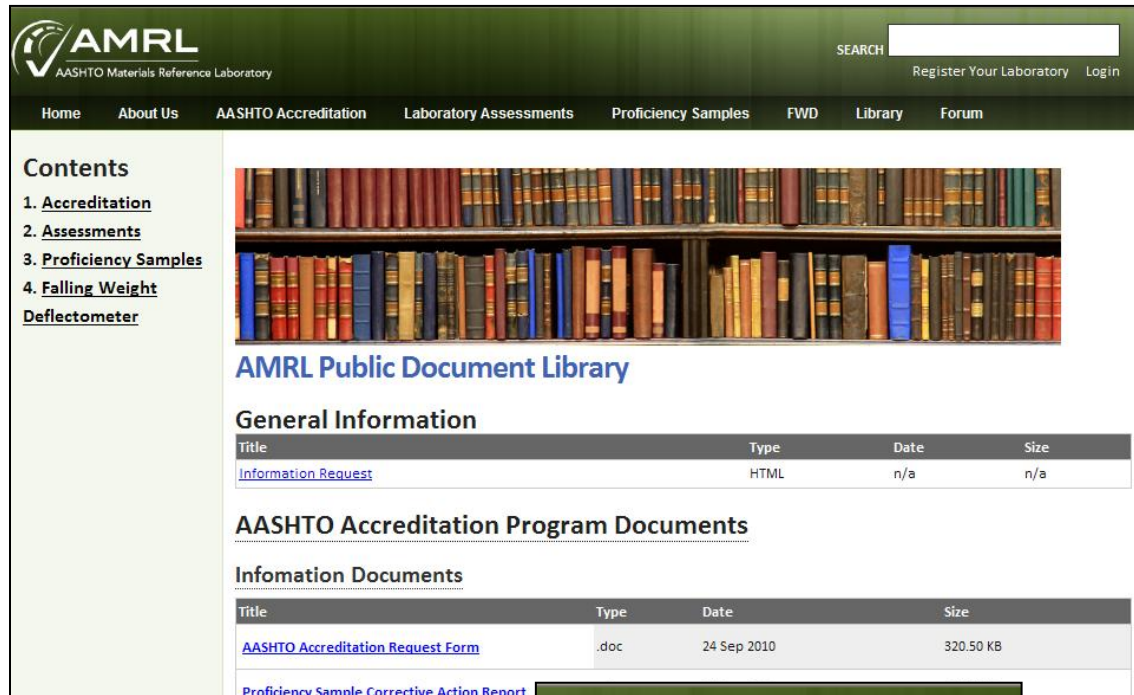 AMRL
AASHTO Materials Reference Laboratory
SEARCH
Register Your Laboratory Login
Home About Us AASHTO Accreditation Laboratory Assessments Proficiency Samples FWD Library Forum
Contents
1. Accreditation
2. Assessments
3. Proficiency Samples
4. Falling Weight
Deflectometer
AMRL Public Document Library
General Information
Title Type Date Size
Information Request HTML n/a n/a
AASHTO Accreditation Program Documents
Infomation Documents
Title Type Date Size
AASHTO Accreditation Request Form .doc 24 Sep 2010 320.50 KB
Proficiency Sample Corrective Action Report